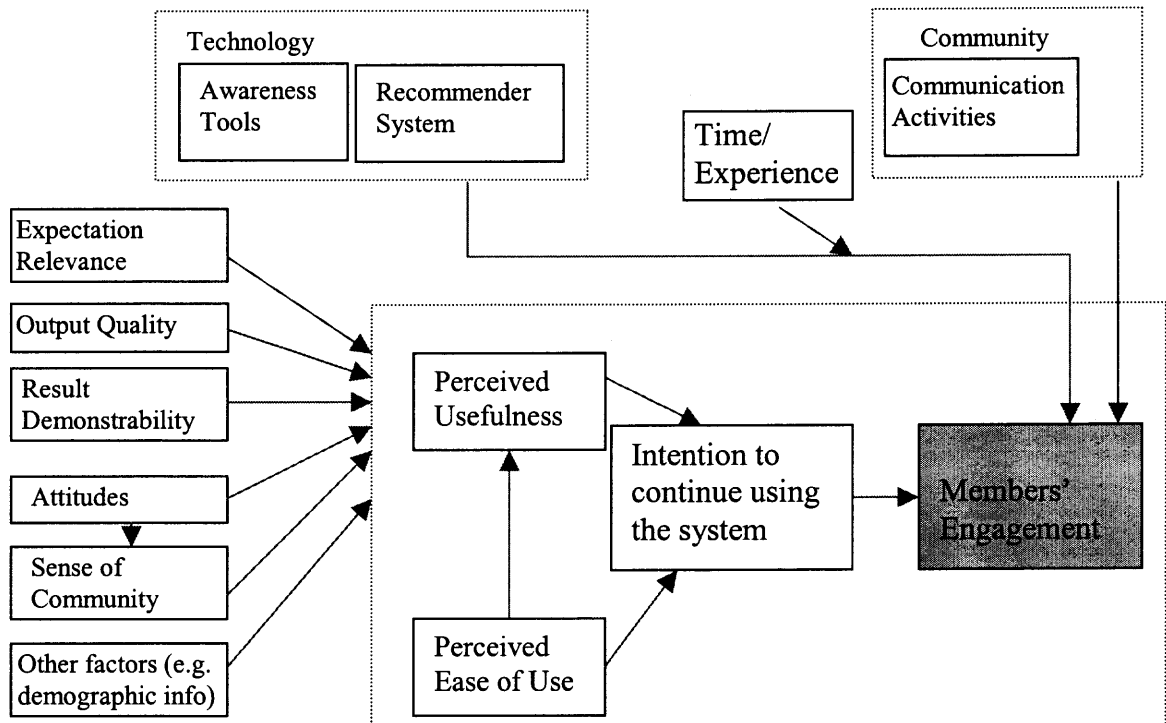 Technology
Awareness
Tools
Recommender
System
Community
Communication
Activities
Time/
Experience
Expectation
Relevance
Output Quality
Result
Demonstrability
Attitudes
Sense of
Community
Other factors (e.g.
demographic info)
Perceived
Usefulness
Intention to
continue using
the system
Members'
Engagement
Perceived
Ease of Use